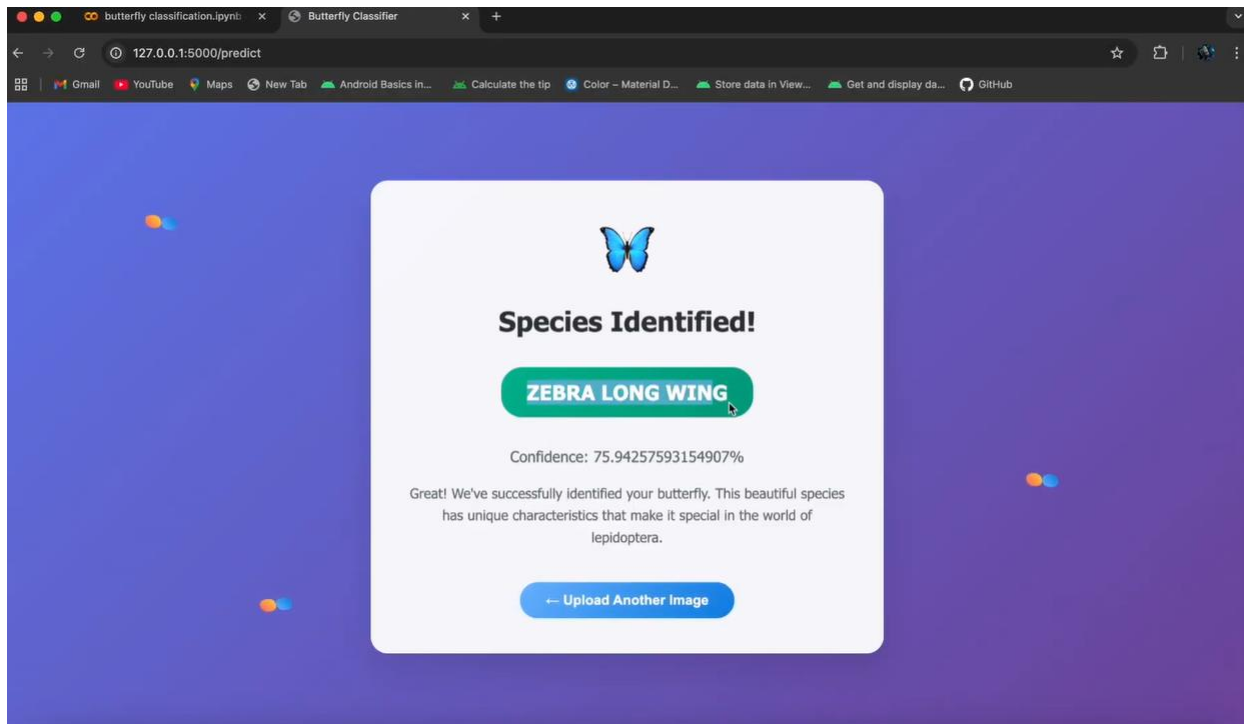 butterfly classification.ipynb
Butterfly Classifier
127.0.0.1:5000/predict
Gmail YouTube Maps New Tab Android Basics in... Calculate the tip Color – Material D... Store data in View... Get and display da... GitHub
Species Identified!
ZEBRA LONG WING
Confidence: 75.94257593154907%
Great! We've successfully identified your butterfly. This beautiful species
has unique characteristics that make it special in the world of
lepidoptera.
← Upload Another Image